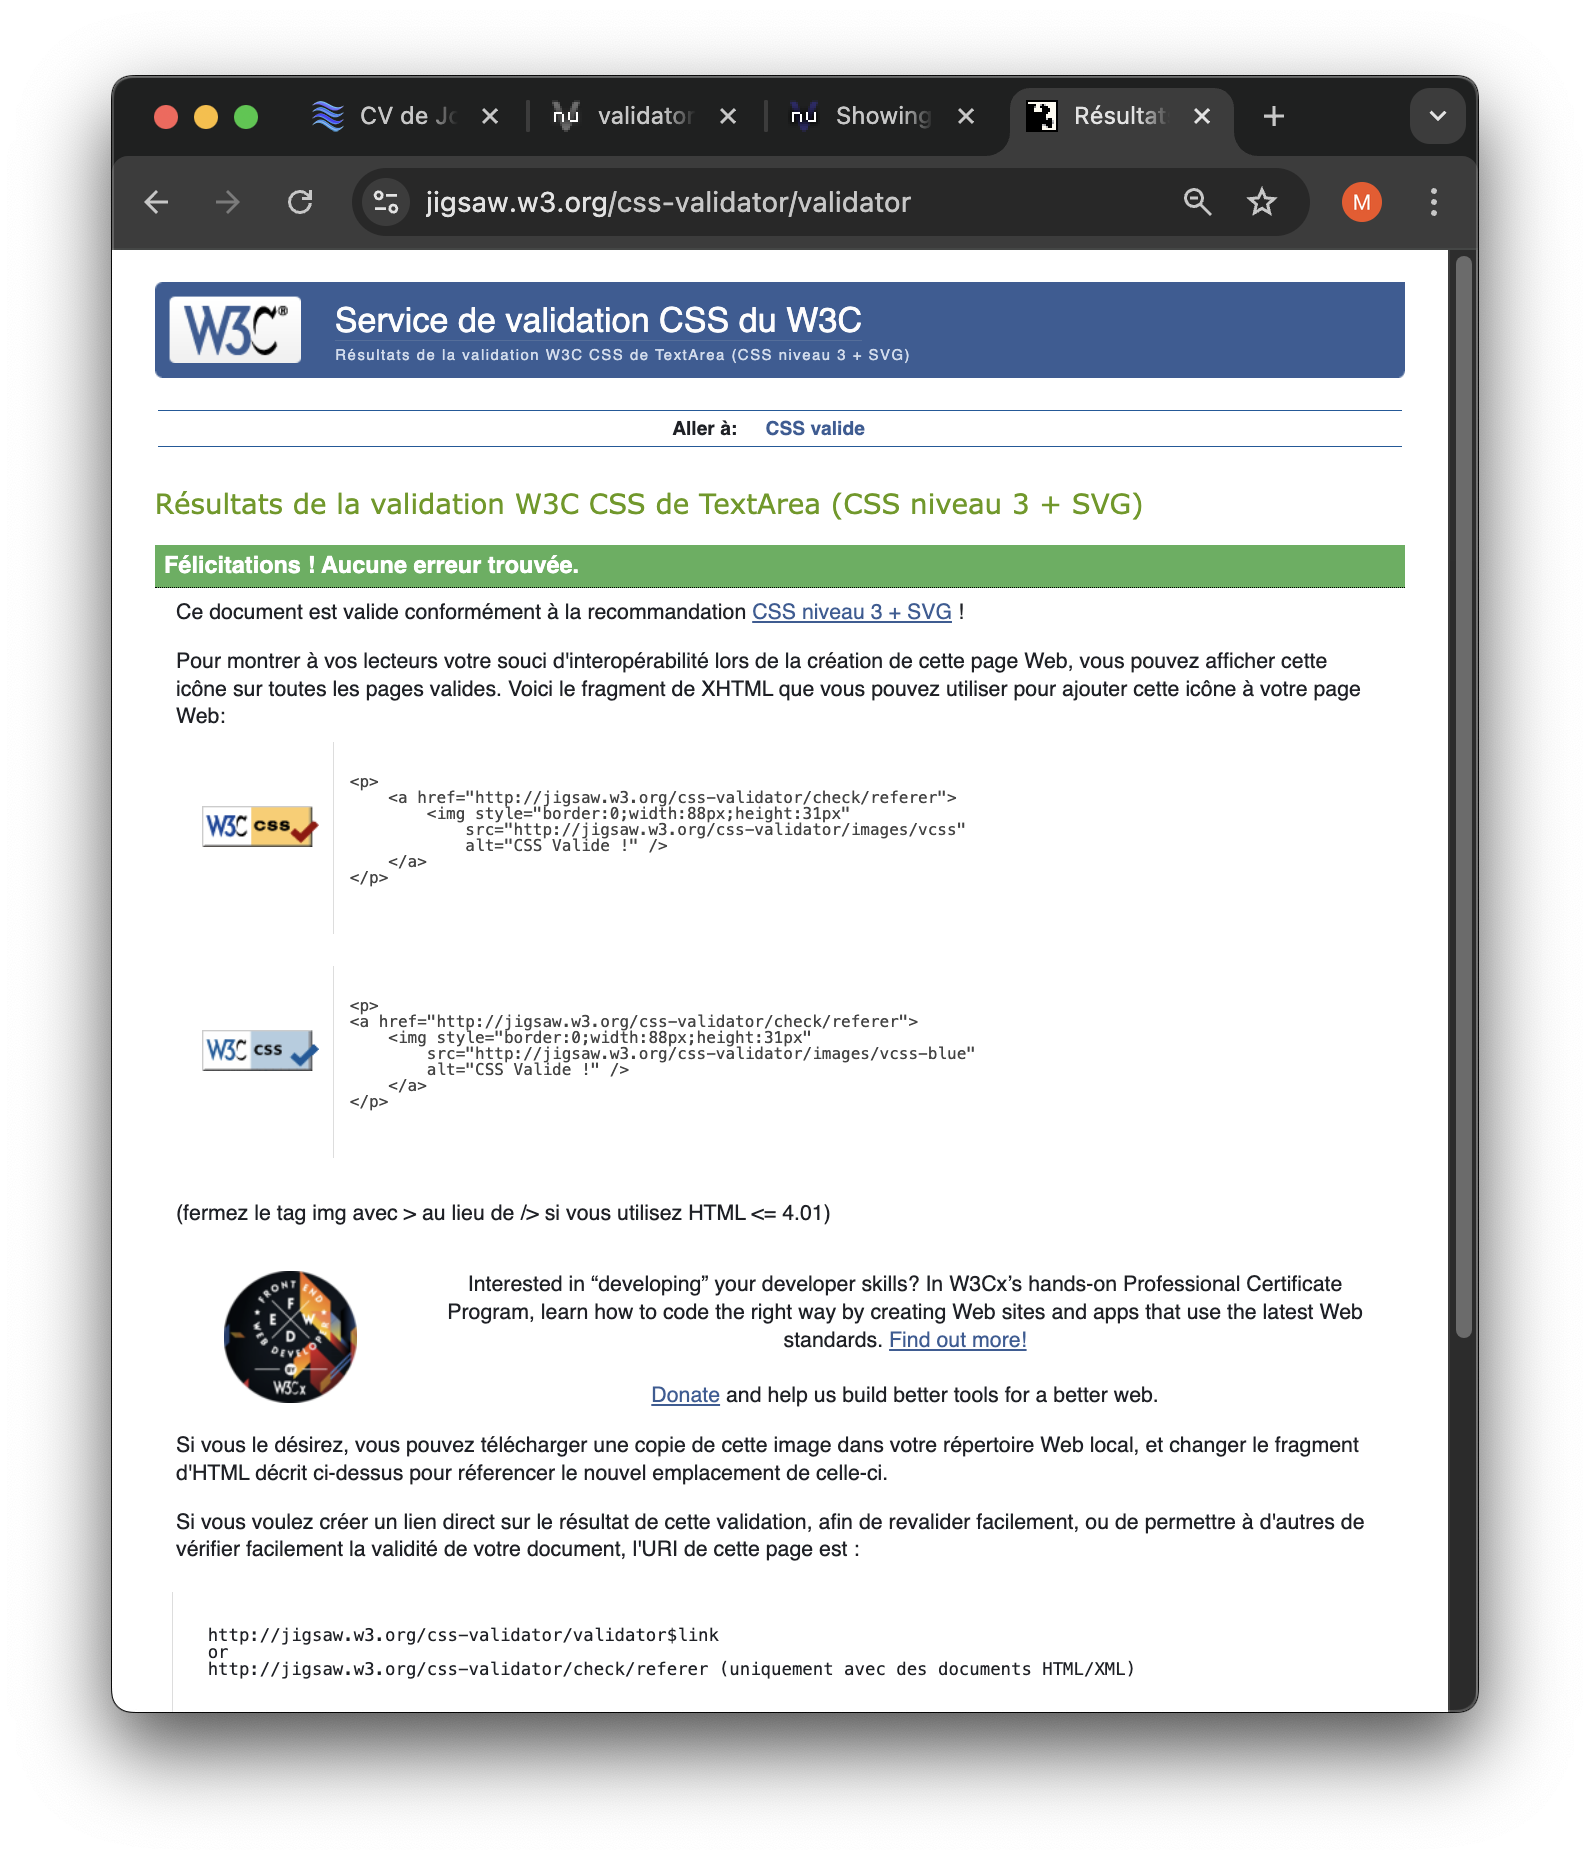 CV de Jo
validator
Showing
Résultat
jigsaw.w3.org/css-validator/validator
M
W3C®
Service de validation CSS du W3C
Résultats de la validation W3C CSS de TextArea (CSS niveau 3 + SVG)
Aller à: CSS valide
Résultats de la validation W3C CSS de TextArea (CSS niveau 3 + SVG)
Félicitations ! Aucune erreur trouvée.
Ce document est valide conformément à la recommandation CSS niveau 3 + SVG !
Pour montrer à vos lecteurs votre souci d'interopérabilité lors de la création de cette page Web, vous pouvez afficher cette
icône sur toutes les pages valides. Voici le fragment de XHTML que vous pouvez utiliser pour ajouter cette icône à votre page
Web:
W3C css
<p>
    <a href="http://jigsaw.w3.org/css-validator/check/referer">
        <img style="border:0;width:88px;height:31px"
            src="http://jigsaw.w3.org/css-validator/images/vcss"
            alt="CSS Valide !" />
    </a>
</p>
W3C css
<p>
<a href="http://jigsaw.w3.org/css-validator/check/referer">
    <img style="border:0;width:88px;height:31px"
        src="http://jigsaw.w3.org/css-validator/images/vcss-blue"
        alt="CSS Valide !" />
    </a>
</p>
(fermez le tag img avec > au lieu de /> si vous utilisez HTML <= 4.01)
FRONT END
F
E W
D
WEB DEVELOPER
BY
W3Cx
Interested in “developing” your developer skills? In W3Cx’s hands-on Professional Certificate
Program, learn how to code the right way by creating Web sites and apps that use the latest Web
standards. Find out more!
Donate and help us build better tools for a better web.
Si vous le désirez, vous pouvez télécharger une copie de cette image dans votre répertoire Web local, et changer le fragment
d'HTML décrit ci-dessus pour réferencer le nouvel emplacement de celle-ci.
Si vous voulez créer un lien direct sur le résultat de cette validation, afin de revalider facilement, ou de permettre à d'autres de
vérifier facilement la validité de votre document, l'URI de cette page est :
http://jigsaw.w3.org/css-validator/validator$link
or
http://jigsaw.w3.org/css-validator/check/referer (uniquement avec des documents HTML/XML)